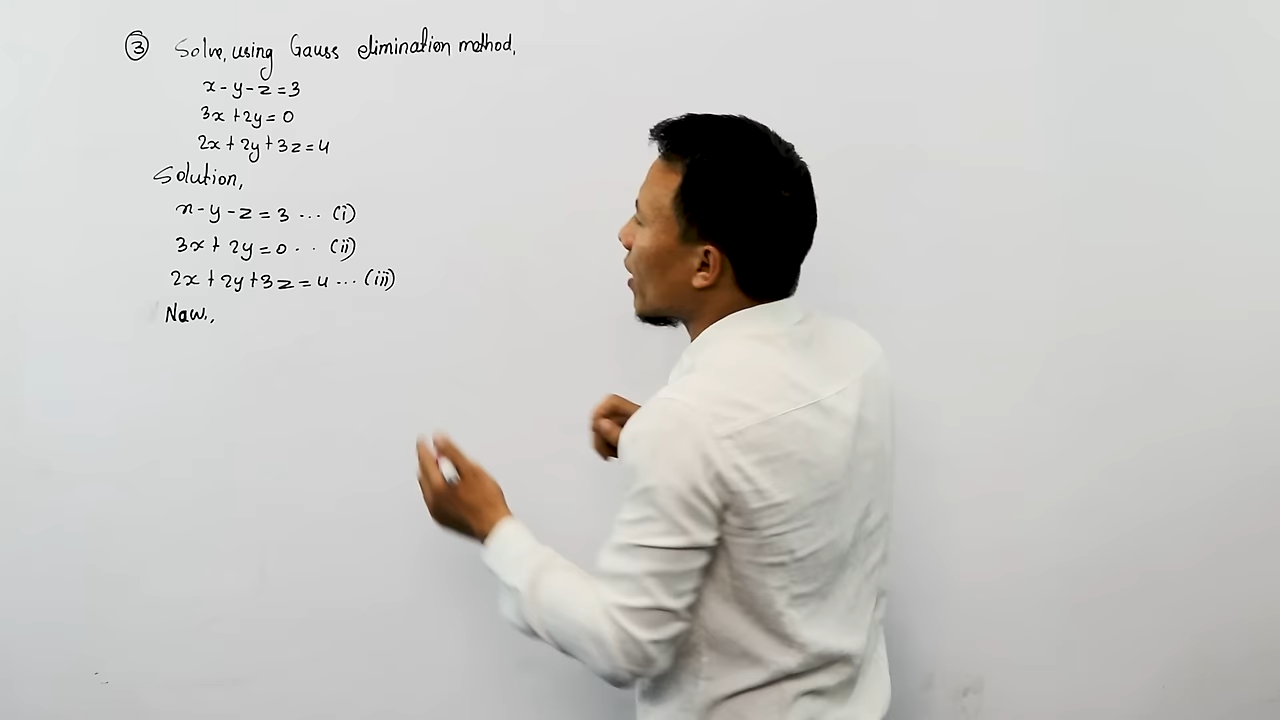 ③ Solve, using Gauss elimination method,
x - y - z = 3
3x + 2y = 0
2x + 2y + 3z = 4
Solution,
x - y - z = 3 ... (i)
3x + 2y = 0 .. (ii)
2x + 2y + 3z = 4 ... (iii)
Now,